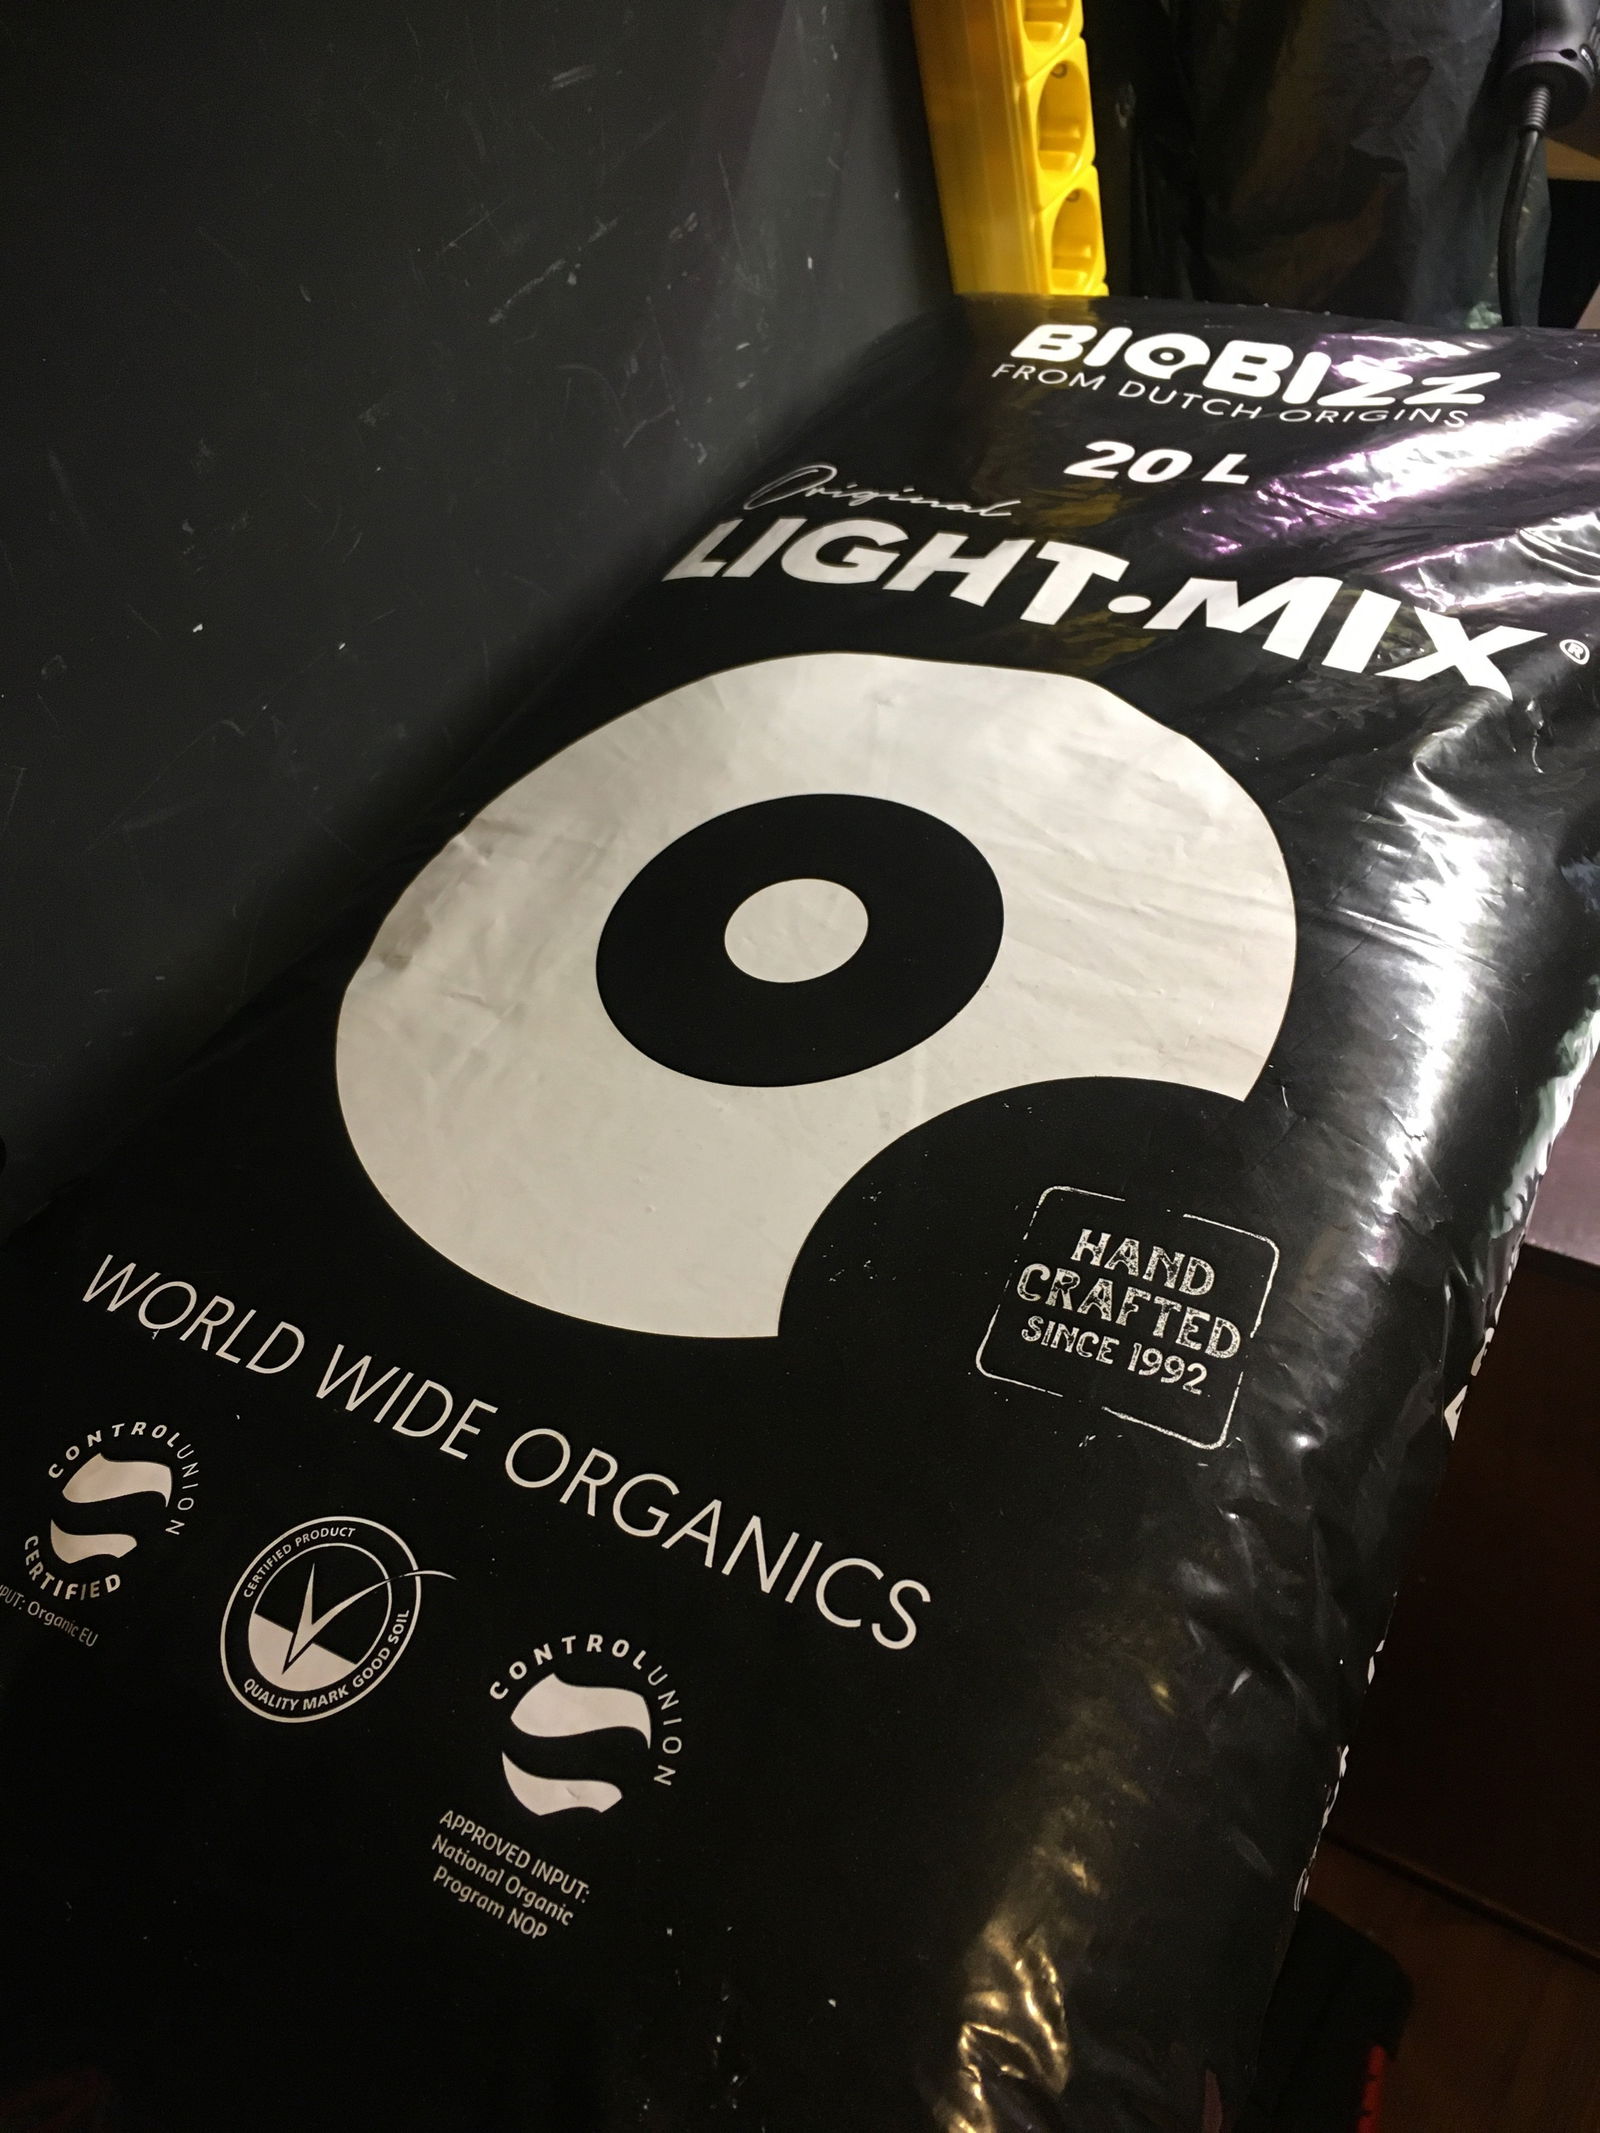 BIOBIZZ
FROM DUTCH ORIGINS
20 L
Original
LIGHT·MIX®
HAND
CRAFTED
SINCE 1992
WORLD WIDE ORGANICS
CONTROLUNION
CERTIFIED
Organic EU
CERTIFIED PRODUCT
QUALITY MARK GOOD SOIL
CONTROLUNION
APPROVED INPUT:
National Organic
Program NOP